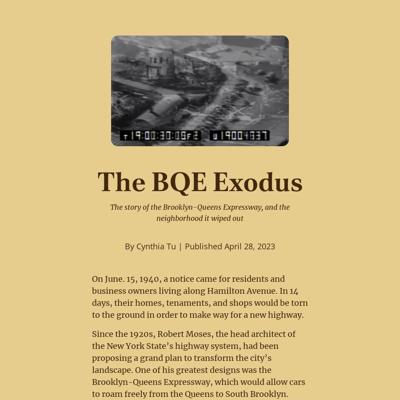 T19:00:30:05F2 U19004537
The BQE Exodus
The story of the Brooklyn-Queens Expressway, and the
neighborhood it wiped out
By Cynthia Tu | Published April 28, 2023
On June. 15, 1940, a notice came for residents and
business owners living along Hamilton Avenue. In 14
days, their homes, tenaments, and shops would be torn
to the ground in order to make way for a new highway.
Since the 1920s, Robert Moses, the head architect of
the New York State's highway system, had been
proposing a grand plan to transform the city's
landscape. One of his greatest designs was the
Brooklyn-Queens Expressway, which would allow cars
to roam freely from the Queens to South Brooklyn.